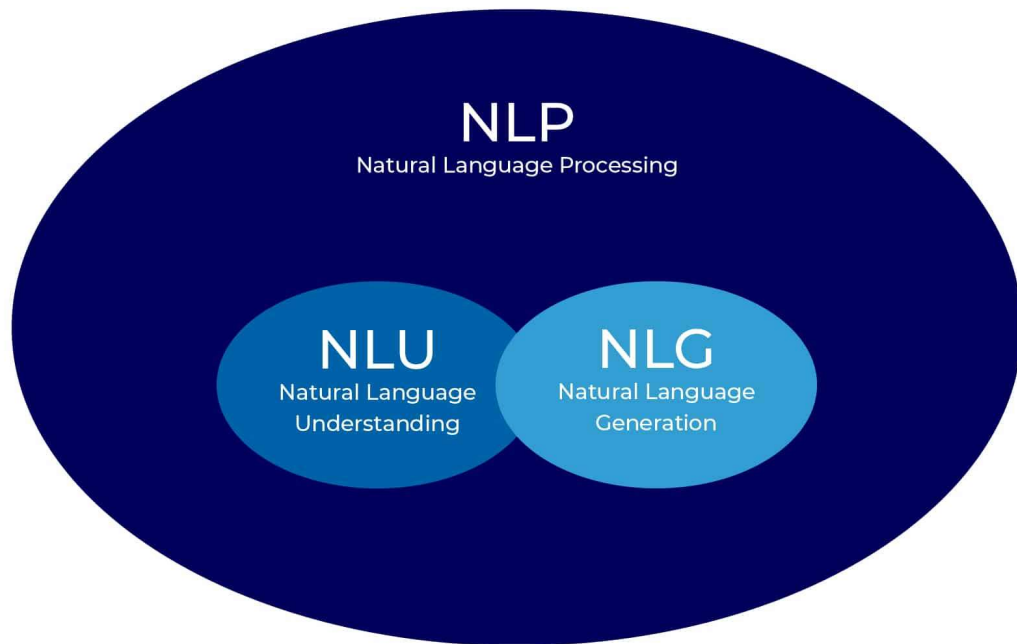 NLP
Natural Language Processing
NLU
Natural Language
Understanding
NLG
Natural Language
Generation